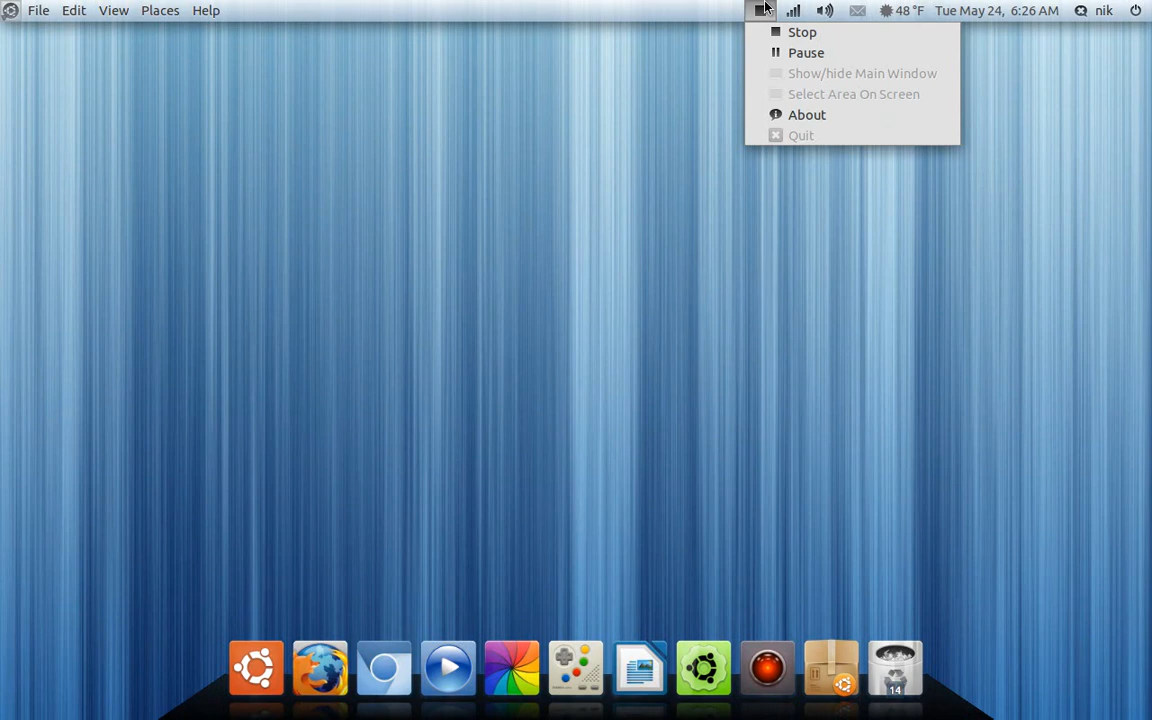 File Edit View Places Help 48 °F Tue May 24, 6:26 AM nik
Stop
Pause
Show/hide Main Window
Select Area On Screen
About
Quit
14